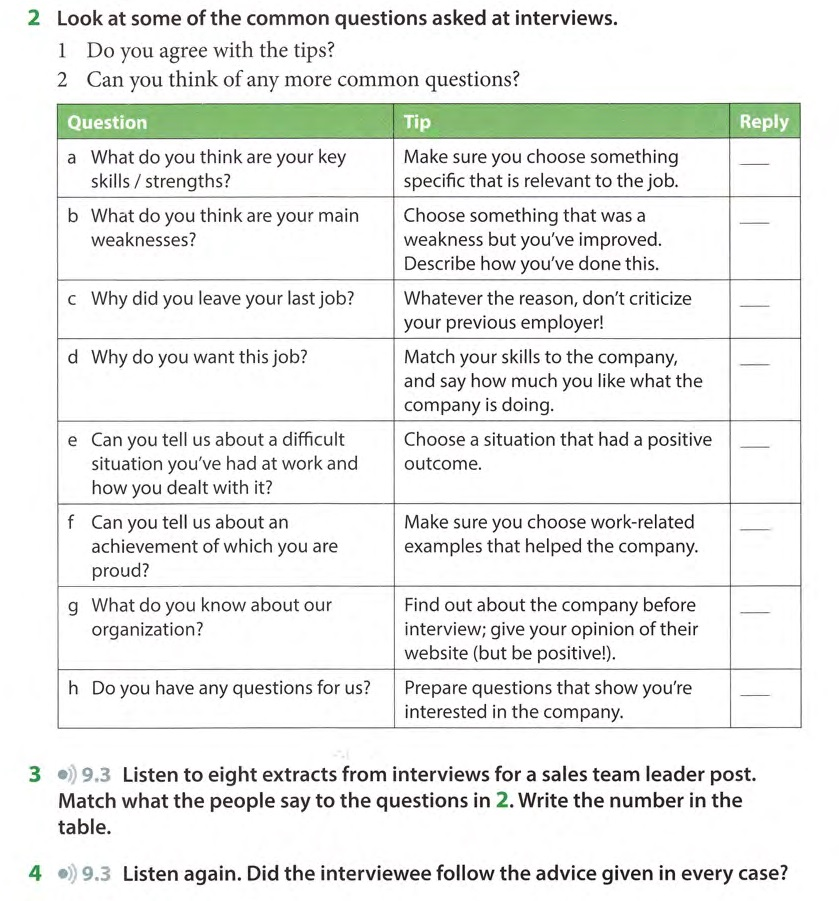 2 Look at some of the common questions asked at interviews.
1 Do you agree with the tips?
2 Can you think of any more common questions?
Question Tip Reply
a What do you think are your key
skills / strengths?
Make sure you choose something
specific that is relevant to the job.
b What do you think are your main
weaknesses?
Choose something that was a
weakness but you've improved.
Describe how you've done this.
c Why did you leave your last job?
Whatever the reason, don't criticize
your previous employer!
d Why do you want this job?
Match your skills to the company,
and say how much you like what the
company is doing.
e Can you tell us about a difficult
situation you've had at work and
how you dealt with it?
Choose a situation that had a positive
outcome.
f Can you tell us about an
achievement of which you are
proud?
Make sure you choose work-related
examples that helped the company.
g What do you know about our
organization?
Find out about the company before
interview; give your opinion of their
website (but be positive!).
h Do you have any questions for us?
Prepare questions that show you're
interested in the company.
3 9.3 Listen to eight extracts from interviews for a sales team leader post.
Match what the people say to the questions in 2. Write the number in the
table.
4 9.3 Listen again. Did the interviewee follow the advice given in every case?